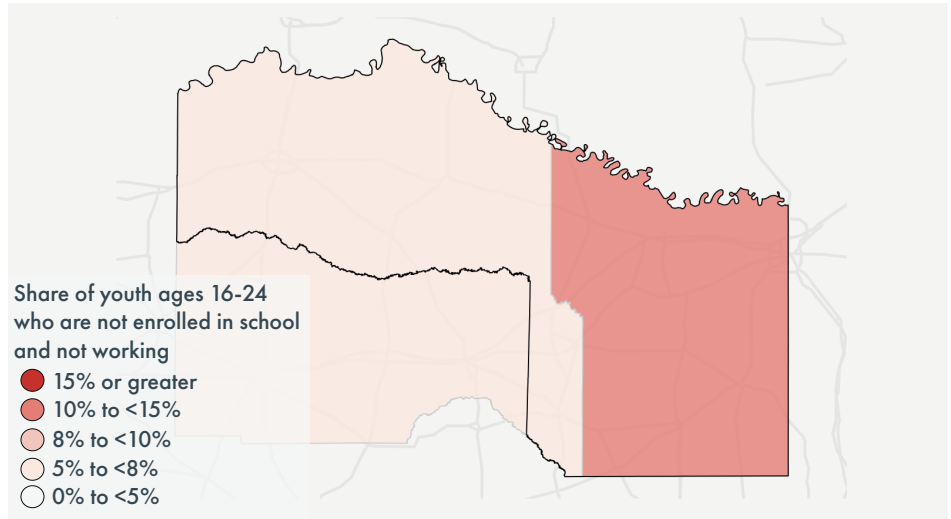 Share of youth ages 16-24
who are not enrolled in school
and not working
15% or greater
10% to <15%
8% to <10%
5% to <8%
0% to <5%